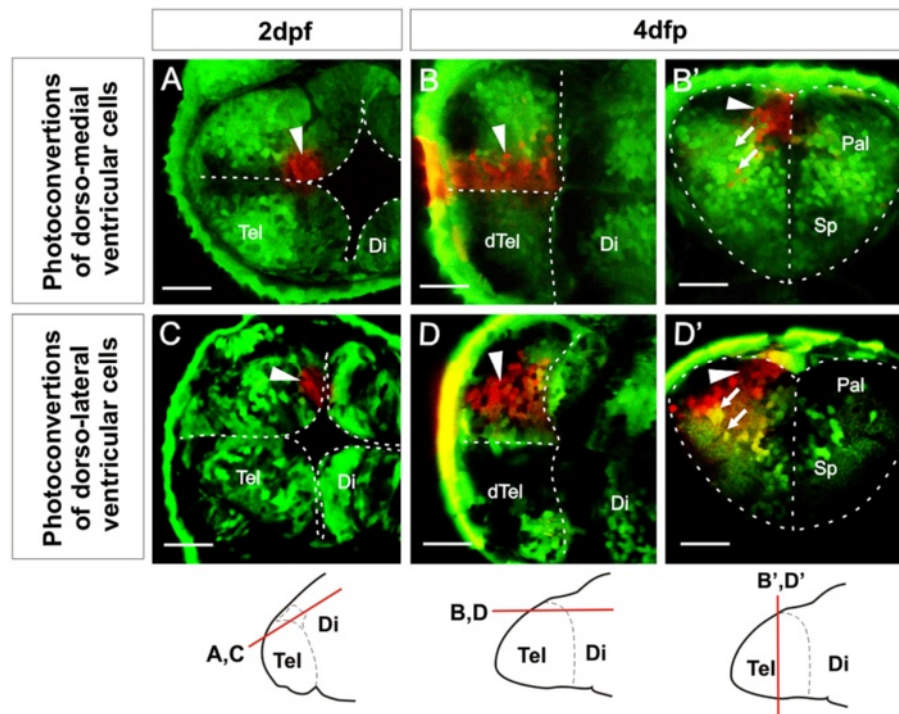 2dpf
4dfp
Photoconvertions
of dorso-medial
ventricular cells
A
Tel
Di
B
dTel
Di
B'
Pal
Sp
Photoconvertions
of dorso-lateral
ventricular cells
C
Tel
Di
D
dTel
Di
D'
Pal
Sp
A,C
Tel
Di
B,D
Tel
Di
B',D'
Tel
Di